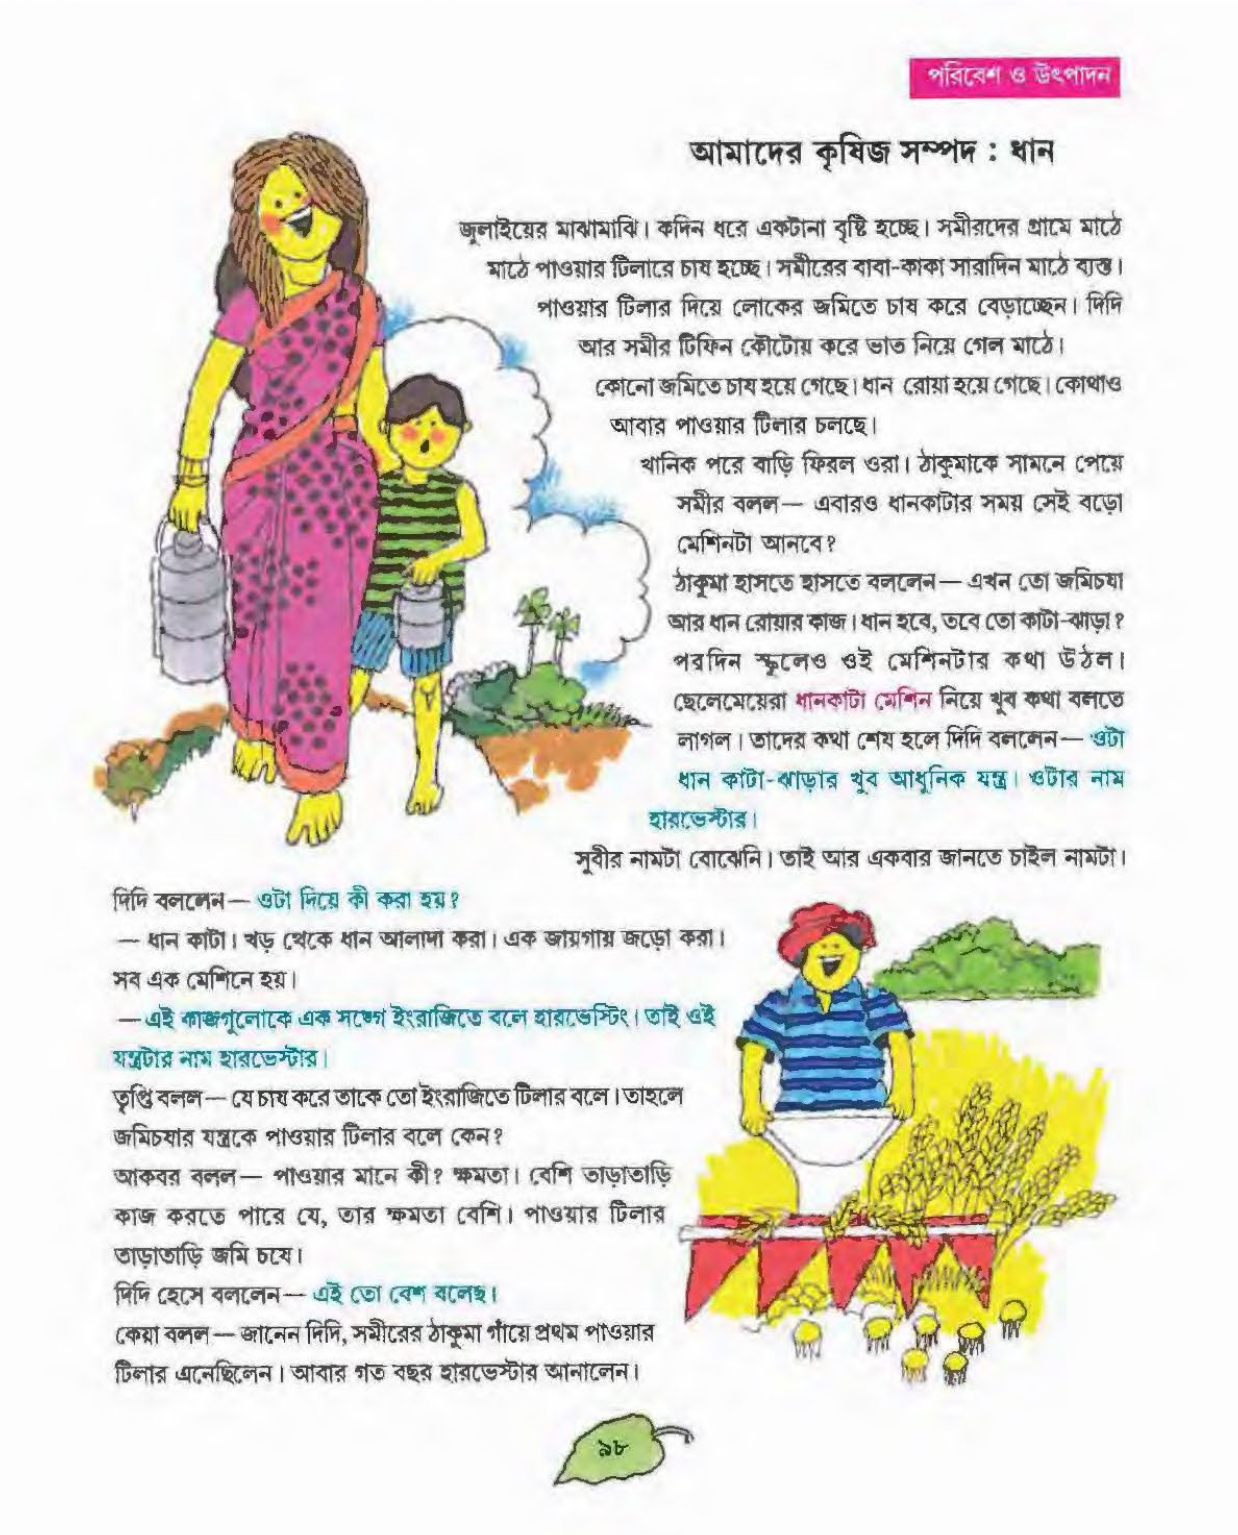 পরিবেশ ও উৎপাদন
আমাদের কৃষিজ সম্পদ : ধান
জুলাইয়ের মাঝামাঝি। কদিন ধরে একটানা বৃষ্টি হচ্ছে। সমীরদের গ্রামে মাঠে
মাঠে পাওয়ার টিলারে চাষ হচ্ছে। সমীরের বাবা-কাকা সারাদিন মাঠে ব্যস্ত।
পাওয়ার টিলার দিয়ে লোকের জমিতে চাষ করে বেড়াচ্ছেন। দিদি
আর সমীর টিফিন কৌটোয় করে ভাত নিয়ে গেল মাঠে।
কোনো জমিতে চাষ হয়ে গেছে। ধান রোয়া হয়ে গেছে। কোথাও
আবার পাওয়ার টিলার চলছে।
খানিক পরে বাড়ি ফিরল ওরা। ঠাকুমাকে সামনে পেয়ে
সমীর বলল— এবারও ধানকাটার সময় সেই বড়ো
মেশিনটা আনবে?
ঠাকুমা হাসতে হাসতে বললেন— এখন তো জমিচষা
আর ধান রোয়ার কাজ। ধান হবে, তবে তো কাটা-ঝাড়া?
পরদিন স্কুলেও ওই মেশিনটার কথা উঠল।
ছেলেমেয়েরা ধানকাটা মেশিন নিয়ে খুব কথা বলতে
লাগল। তাদের কথা শেষ হলে দিদি বললেন— ওটা
ধান কাটা-ঝাড়ার খুব আধুনিক যন্ত্র। ওটার নাম
হারভেস্টার।
সুবীর নামটা বোঝেনি। তাই আর একবার জানতে চাইল নামটা।
দিদি বললেন— ওটা দিয়ে কী করা হয়?
— ধান কাটা। খড় থেকে ধান আলাদা করা। এক জায়গায় জড়ো করা।
সব এক মেশিনে হয়।
—এই কাজগুলোকে এক সঙ্গে ইংরাজিতে বলে হারভেস্টিং। তাই ওই
যন্ত্রটার নাম হারভেস্টার।
তৃপ্তি বলল— যে চাষ করে তাকে তো ইংরাজিতে টিলার বলে। তাহলে
জমিচষার যন্ত্রকে পাওয়ার টিলার বলে কেন?
আকবর বলল— পাওয়ার মানে কী? ক্ষমতা। বেশি তাড়াতাড়ি
কাজ করতে পারে যে, তার ক্ষমতা বেশি। পাওয়ার টিলার
তাড়াতাড়ি জমি চষে।
দিদি হেসে বললেন— এই তো বেশ বলেছ।
কেয়া বলল— জানেন দিদি, সমীরের ঠাকুমা গাঁয়ে প্রথম পাওয়ার
টিলার এনেছিলেন। আবার গত বছর হারভেস্টার আনালেন।
৯৮